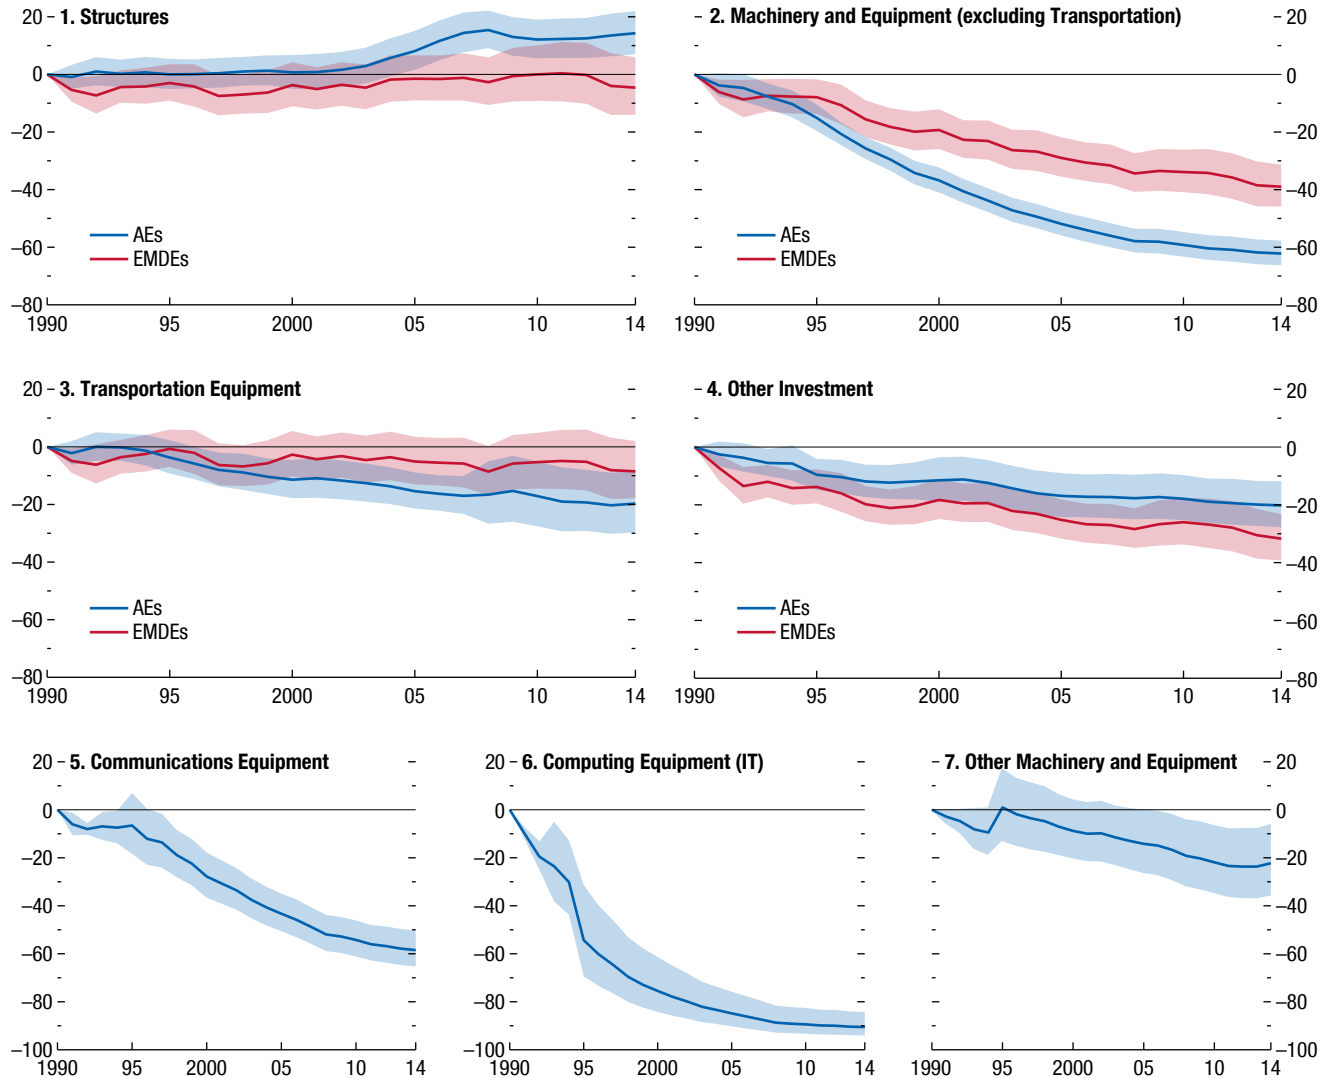 1. Structures
20
0
–20
–40
–60
–80
AEs
EMDEs
1990 95 2000 05 10 14
2. Machinery and Equipment (excluding Transportation)
20
0
–20
–40
–60
–80
AEs
EMDEs
1990 95 2000 05 10 14
3. Transportation Equipment
20
0
–20
–40
–60
–80
AEs
EMDEs
1990 95 2000 05 10 14
4. Other Investment
20
0
–20
–40
–60
–80
AEs
EMDEs
1990 95 2000 05 10 14
5. Communications Equipment
20
0
–20
–40
–60
–80
–100
1990 95 2000 05 10 14
6. Computing Equipment (IT)
20
0
–20
–40
–60
–80
–100
1990 95 2000 05 10 14
7. Other Machinery and Equipment
20
0
–20
–40
–60
–80
–100
1990 95 2000 05 10 14